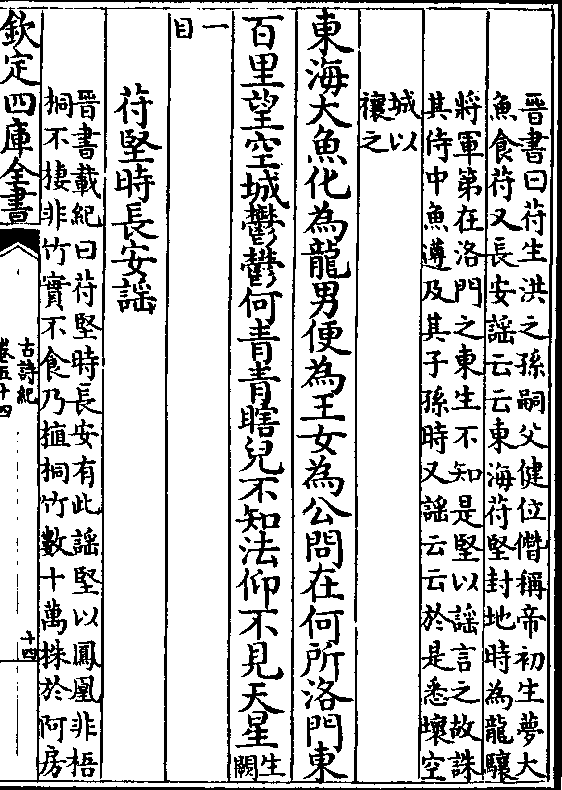 晉書曰苻生洪之孫嗣父健位僭稱帝初生夢大
魚食苻又長安謡云云東海苻堅封地時為龍驤
將軍第在洛門之東生不知是堅以謡言之故誅
其侍中魚遵及其子孫時又謡云云於是悉壞空
城以
禳之
東海大魚化為龍男便為王女為公問在何所洛門東
百里望空城鬱鬱何青青瞎兒不知法仰不見天星生闕
一目
苻堅時長安謡
晉書載紀曰苻堅時長安有此謡堅以鳳凰非梧
桐不棲非竹實不食乃植桐竹數十萬株於阿房
欽定四庫全書
古詩紀
卷五十四
十四